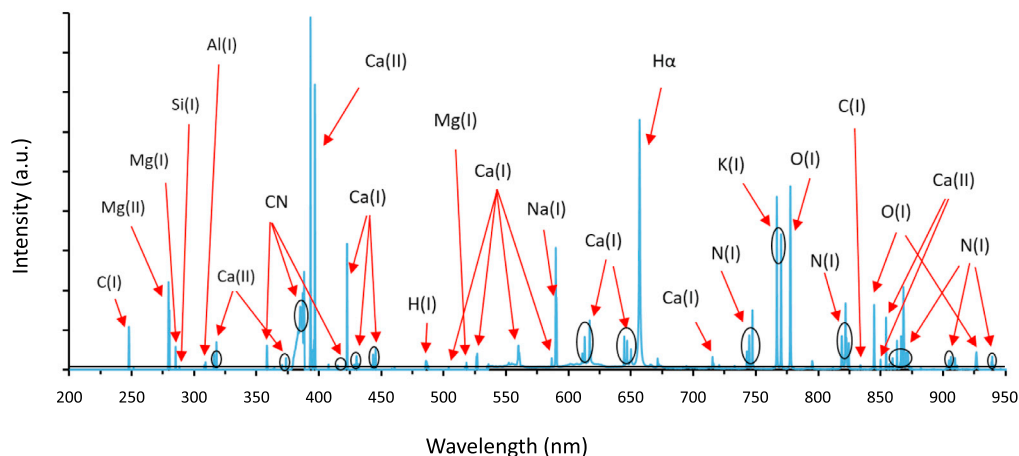 Al(I)
Ca(II)
Hα
Si(I)
C(I)
Mg(I)
Mg(I)
K(I)
O(I)
Ca(I)
Ca(II)
Mg(II)
CN
Ca(I)
Na(I)
O(I)
Ca(I)
N(I)
N(I)
N(I)
C(I)
Ca(II)
H(I)
Ca(I)
Intensity (a.u.)
200 250 300 350 400 450 500 550 600 650 700 750 800 850 900 950
Wavelength (nm)